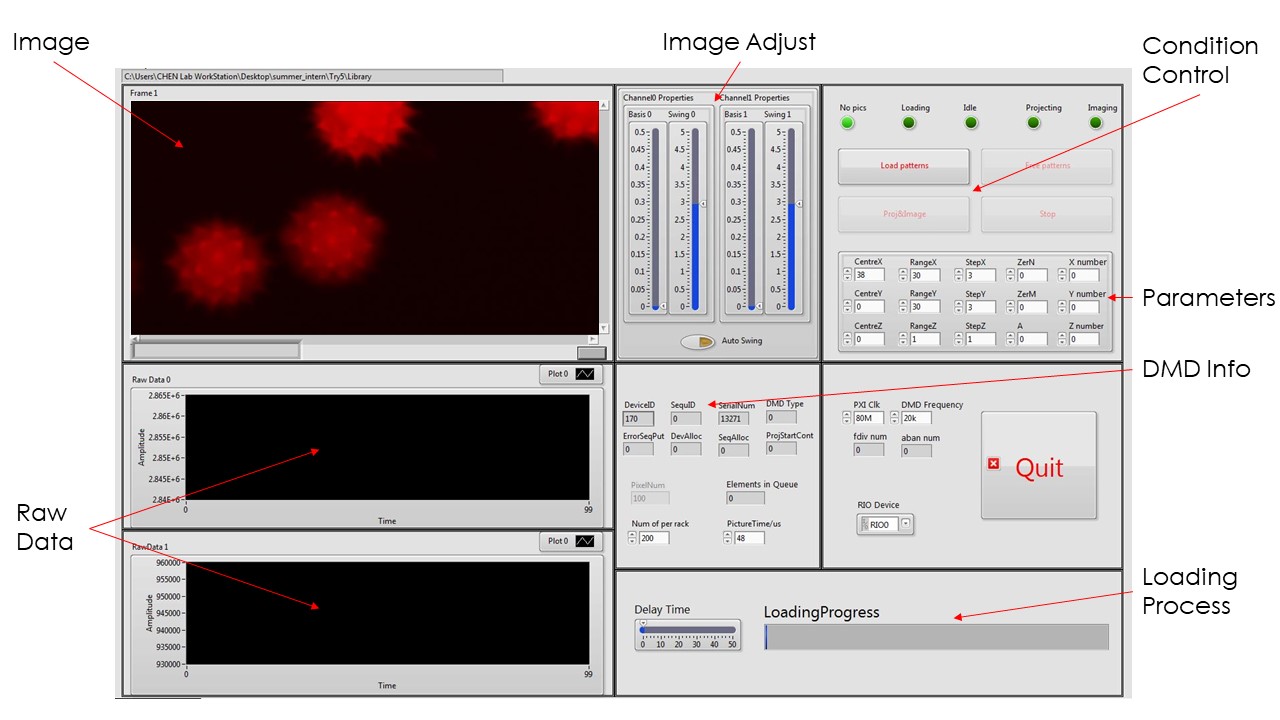 Image
Image Adjust
Condition
Control
C:\Users\CHEN Lab WorkStation\Desktop\summer_intern\Try5\Library
Frame1
Channel0 Properties
Channel1 Properties
Basis 0
Swing 0
Basis 1
Swing 1
0.5
0.45
0.4
0.35
0.3
0.25
0.2
0.15
0.1
0.05
0
5
4.5
4
3.5
3
2.5
2
1.5
1
0.5
0
0.5
0.45
0.4
0.35
0.3
0.25
0.2
0.15
0.1
0.05
0
5
4.5
4
3.5
3
2.5
2
1.5
1
0.5
0
Auto Swing
No pics
Loading
Idle
Projecting
Imaging
Load patterns
Free patterns
Proj&Image
Stop
CentreX
RangeX
StepX
ZerN
X number
38
30
3
0
0
CentreY
RangeY
StepY
ZerM
Y number
0
30
3
0
0
CentreZ
RangeZ
StepZ
A
Z number
0
1
1
0
0
Parameters
DMD Info
Raw Data 0
Plot 0
2.865E+6
2.86E+6
2.855E+6
2.85E+6
2.845E+6
2.84E+6
Amplitude
0
99
Time
DeviceID
SequID
SerialNum
DMD Type
170
0
13271
0
ErrorSeqPut
DevAlloc
SeqAlloc
ProjStartCont
0
0
0
0
PixelNum
Elements in Queue
100
0
Num of per rack
PictureTime/us
200
48
PXI Clk
DMD Frequency
80M
20k
fdiv num
aban num
0
0
RIO Device
RIO0
Quit
Raw
Data
RawData 1
Plot 0
960000
955000
950000
945000
940000
935000
930000
Amplitude
0
99
Time
Delay Time
0 10 20 30 40 50
LoadingProgress
Loading
Process